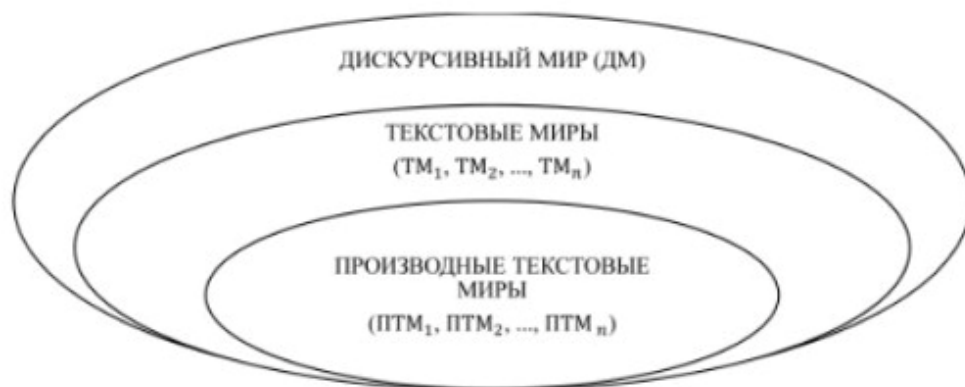 ДИСКУРСИВНЫЙ МИР (ДМ)
ТЕКСТОВЫЕ МИРЫ
(ТМ₁, ТМ₂, ..., ТМₙ)
ПРОИЗВОДНЫЕ ТЕКСТОВЫЕ
МИРЫ
(ПТМ₁, ПТМ₂, ..., ПТМₙ)